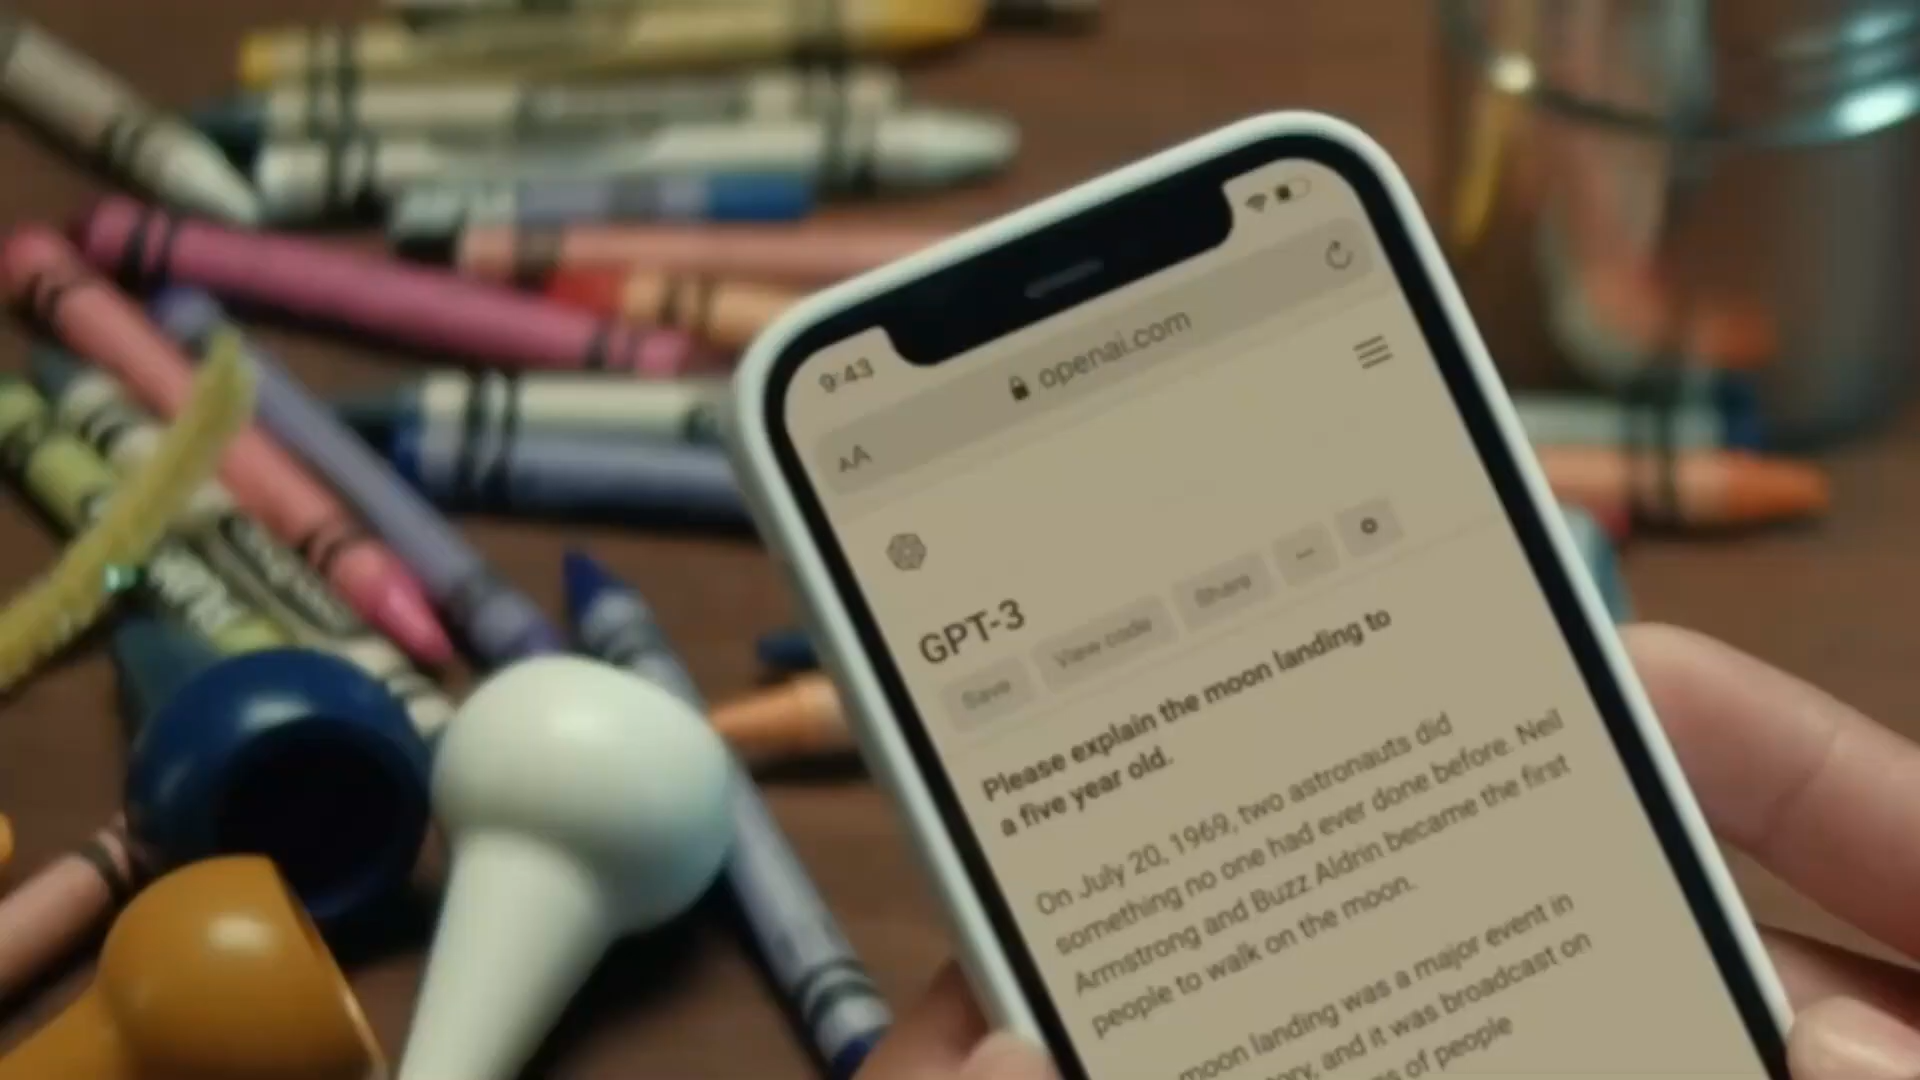 9:43
AA openai.com
GPT-3
Save View code Share ...
Please explain the moon landing to
a five year old.
On July 20, 1969, two astronauts did
something no one had ever done before. Neil
Armstrong and Buzz Aldrin became the first
people to walk on the moon.
moon landing was a major event in
ory, and it was broadcast on
ns of people